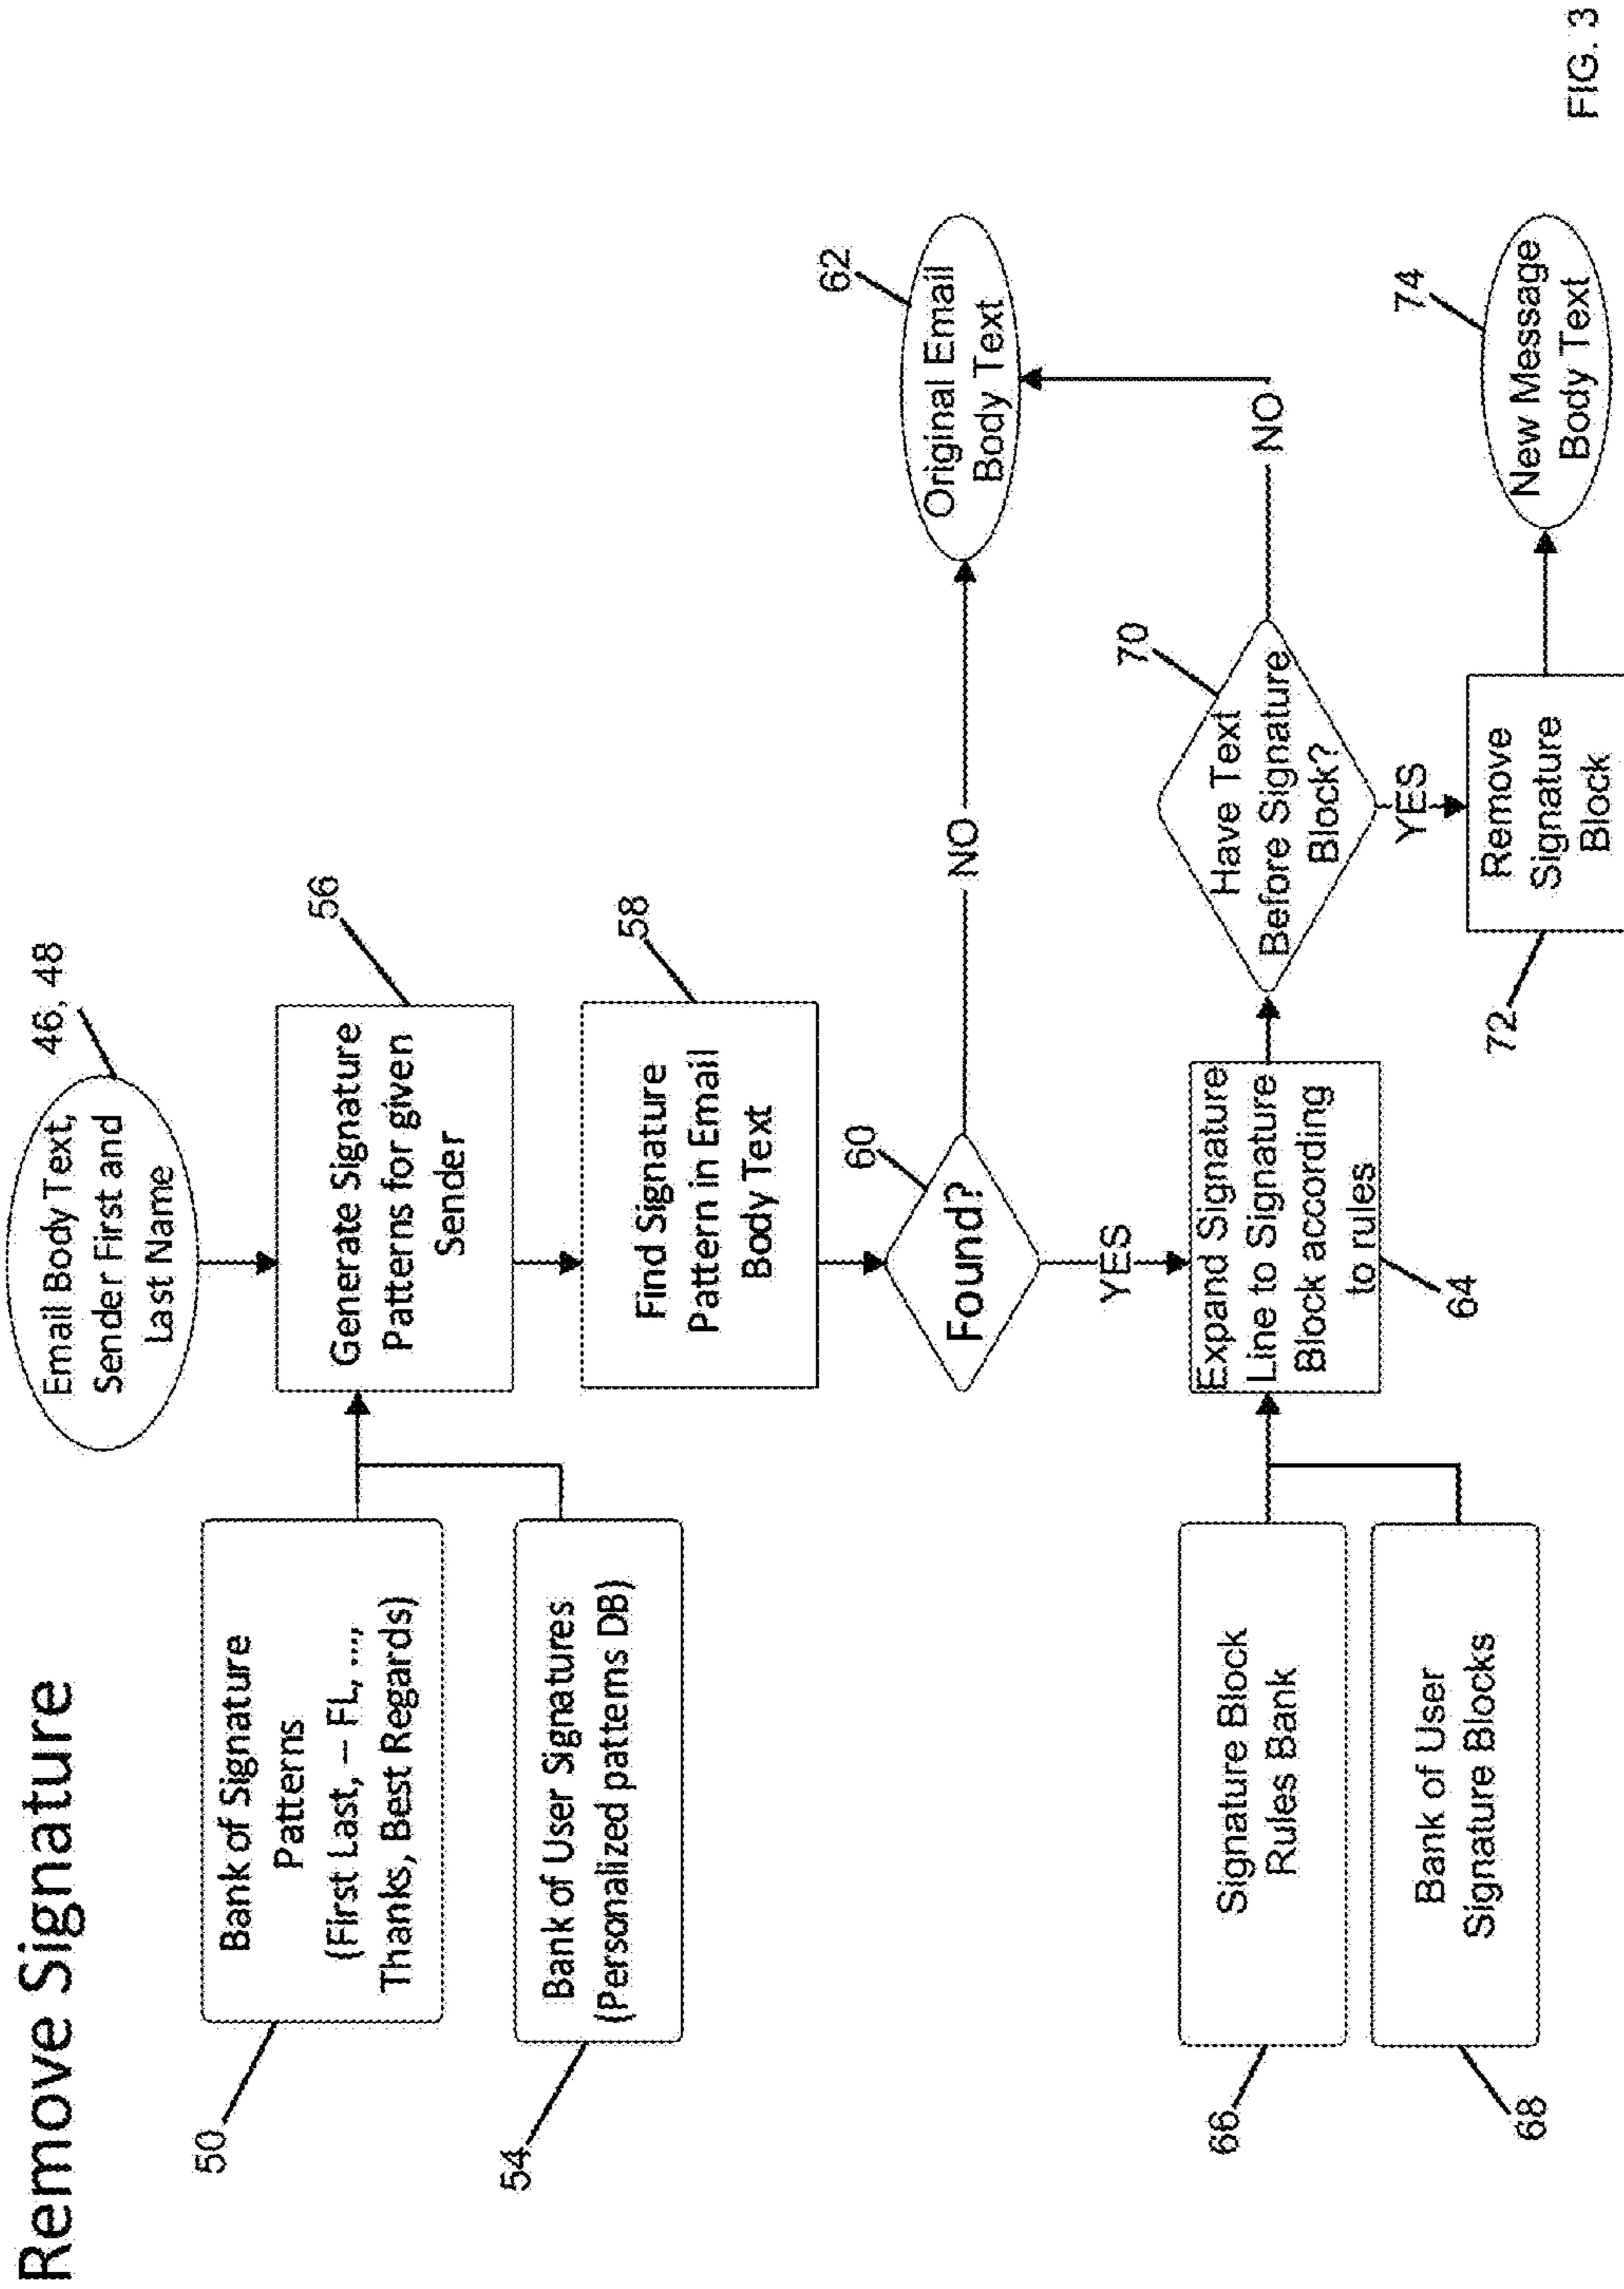 Remove Signature
46, 48
Email Body Text,
Sender First and
Last Name
50
Bank of Signature
Patterns
(First Last, – FL, ...,
Thanks, Best Regards)
56
Generate Signature
Patterns for given
Sender
54
Bank of User Signatures
(Personalized patterns DB)
58
Find Signature
Pattern in Email
Body Text
60
Found?
NO
62
Original Email
Body Text
YES
66
Signature Block
Rules Bank
68
Bank of User
Signature Blocks
Expand Signature
Line to Signature
Block according
to rules
64
70
Have Text
Before Signature
Block?
NO
YES
72
Remove
Signature
Block
74
New Message
Body Text
FIG. 3